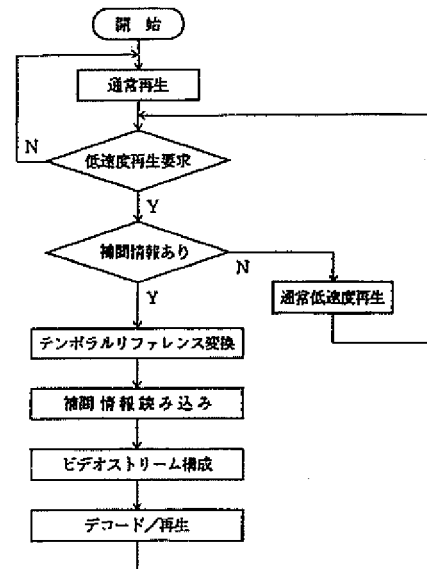 開 始
通常再生
低速度再生要求
N
Y
補間情報あり
N
Y
通常低速度再生
テンポラルリファレンス変換
補間情報読み込み
ビデオストリーム構成
デコード/再生